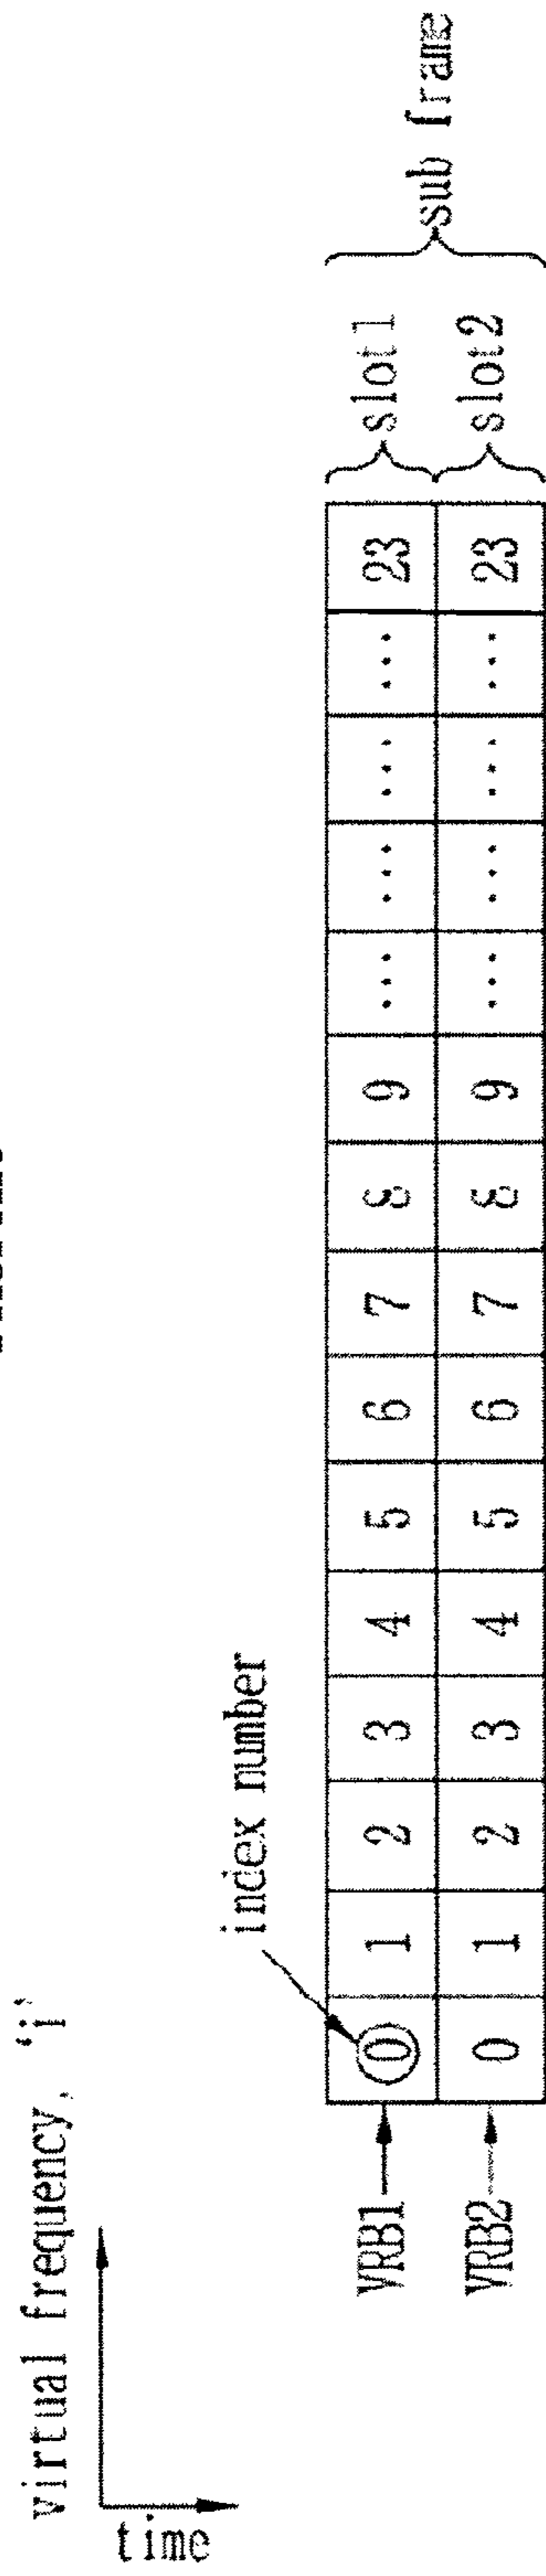 virtual frequency, 'i'
time
index number
VRB1 0 1 2 3 4 5 6 7 8 9 ... ... ... ... 23 slot1
VRB2 0 1 2 3 4 5 6 7 8 9 ... ... ... ... 23 slot2
sub frame